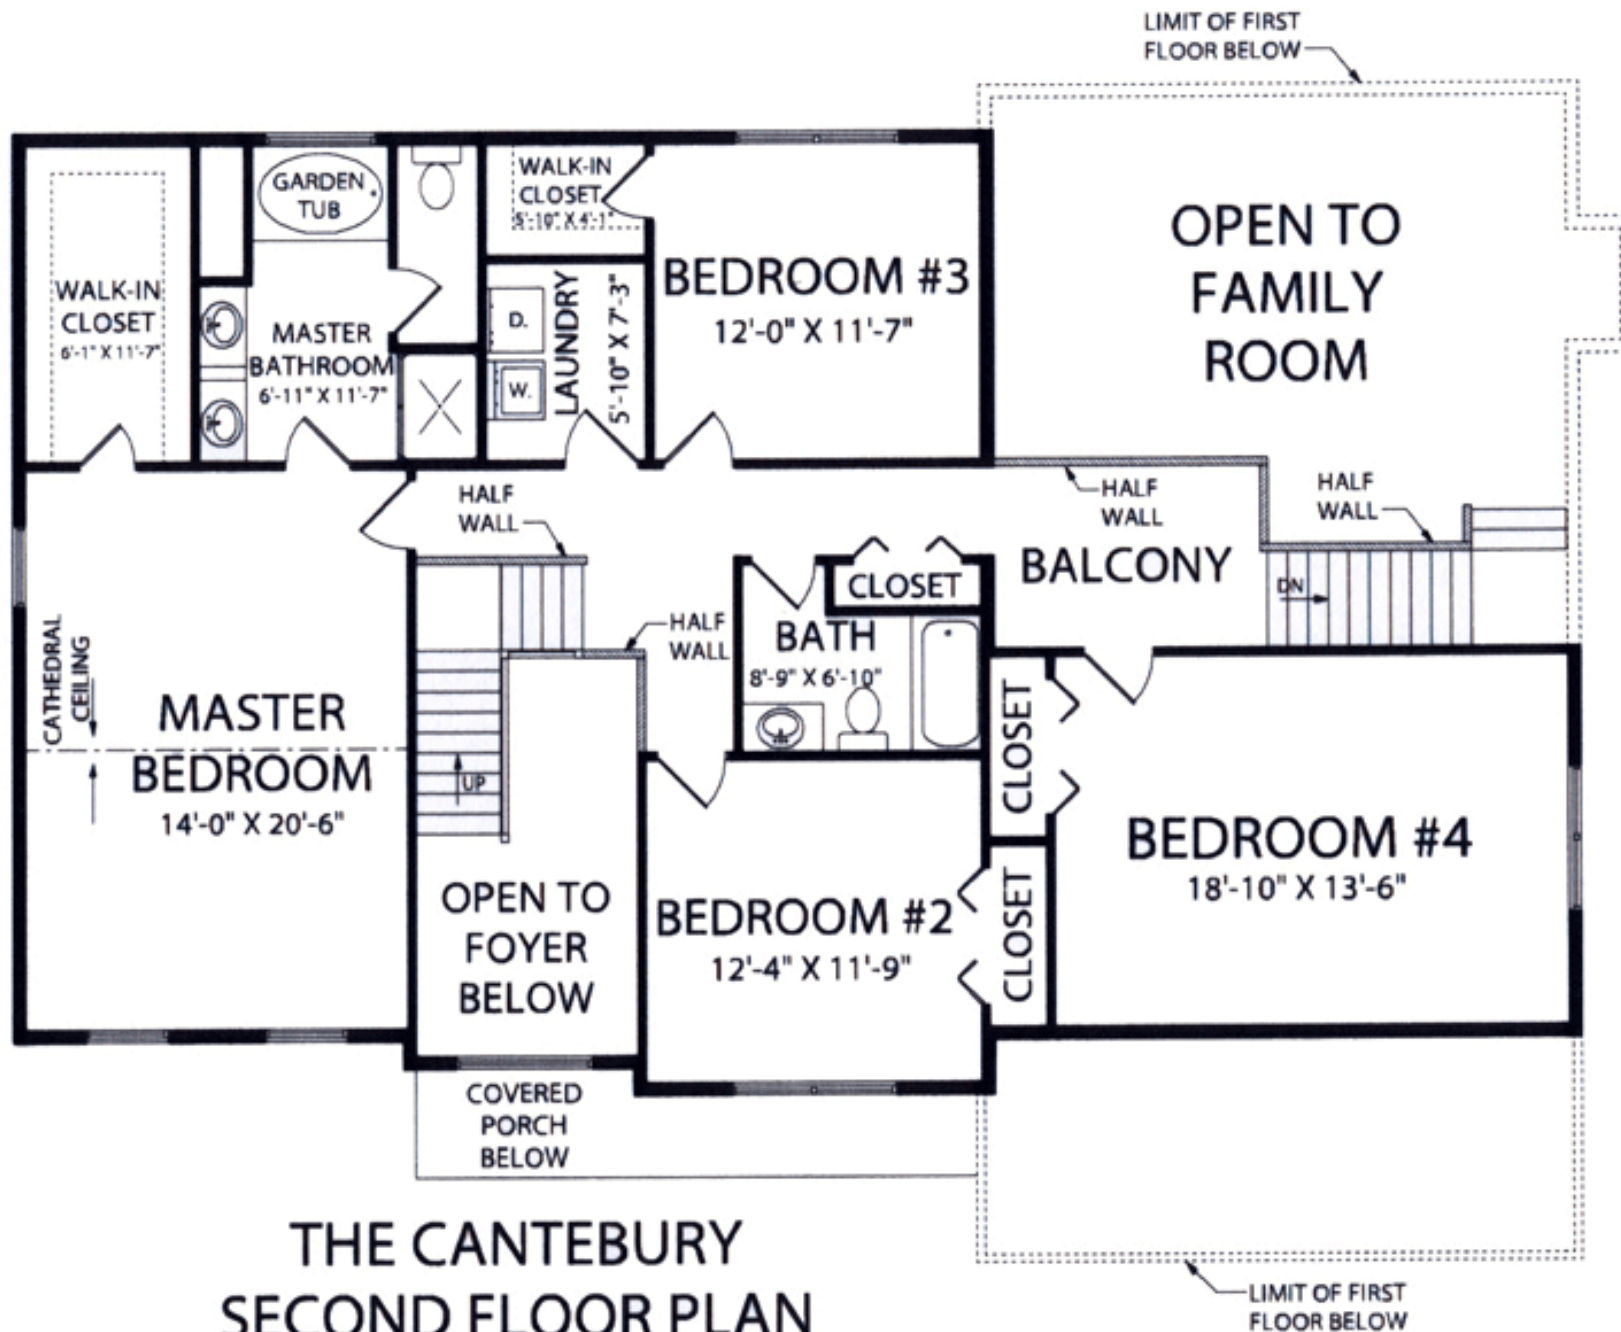 LIMIT OF FIRST
FLOOR BELOW
GARDEN
TUB
WALK-IN
CLOSET
5'-10" X 4'-1"
WALK-IN
CLOSET
6'-1" X 11'-7"
MASTER
BATHROOM
6'-11" X 11'-7"
D.
W.
LAUNDRY
5'-10" X 7'-3"
BEDROOM #3
12'-0" X 11'-7"
OPEN TO
FAMILY
ROOM
HALF
WALL
HALF
WALL
HALF
WALL
BALCONY
DN
CLOSET
HALF
WALL
BATH
8'-9" X 6'-10"
CATHEDRAL
CEILING
MASTER
BEDROOM
14'-0" X 20'-6"
UP
OPEN TO
FOYER
BELOW
BEDROOM #2
12'-4" X 11'-9"
CLOSET
CLOSET
BEDROOM #4
18'-10" X 13'-6"
COVERED
PORCH
BELOW
THE CANTEBURY
SECOND FLOOR PLAN
LIMIT OF FIRST
FLOOR BELOW